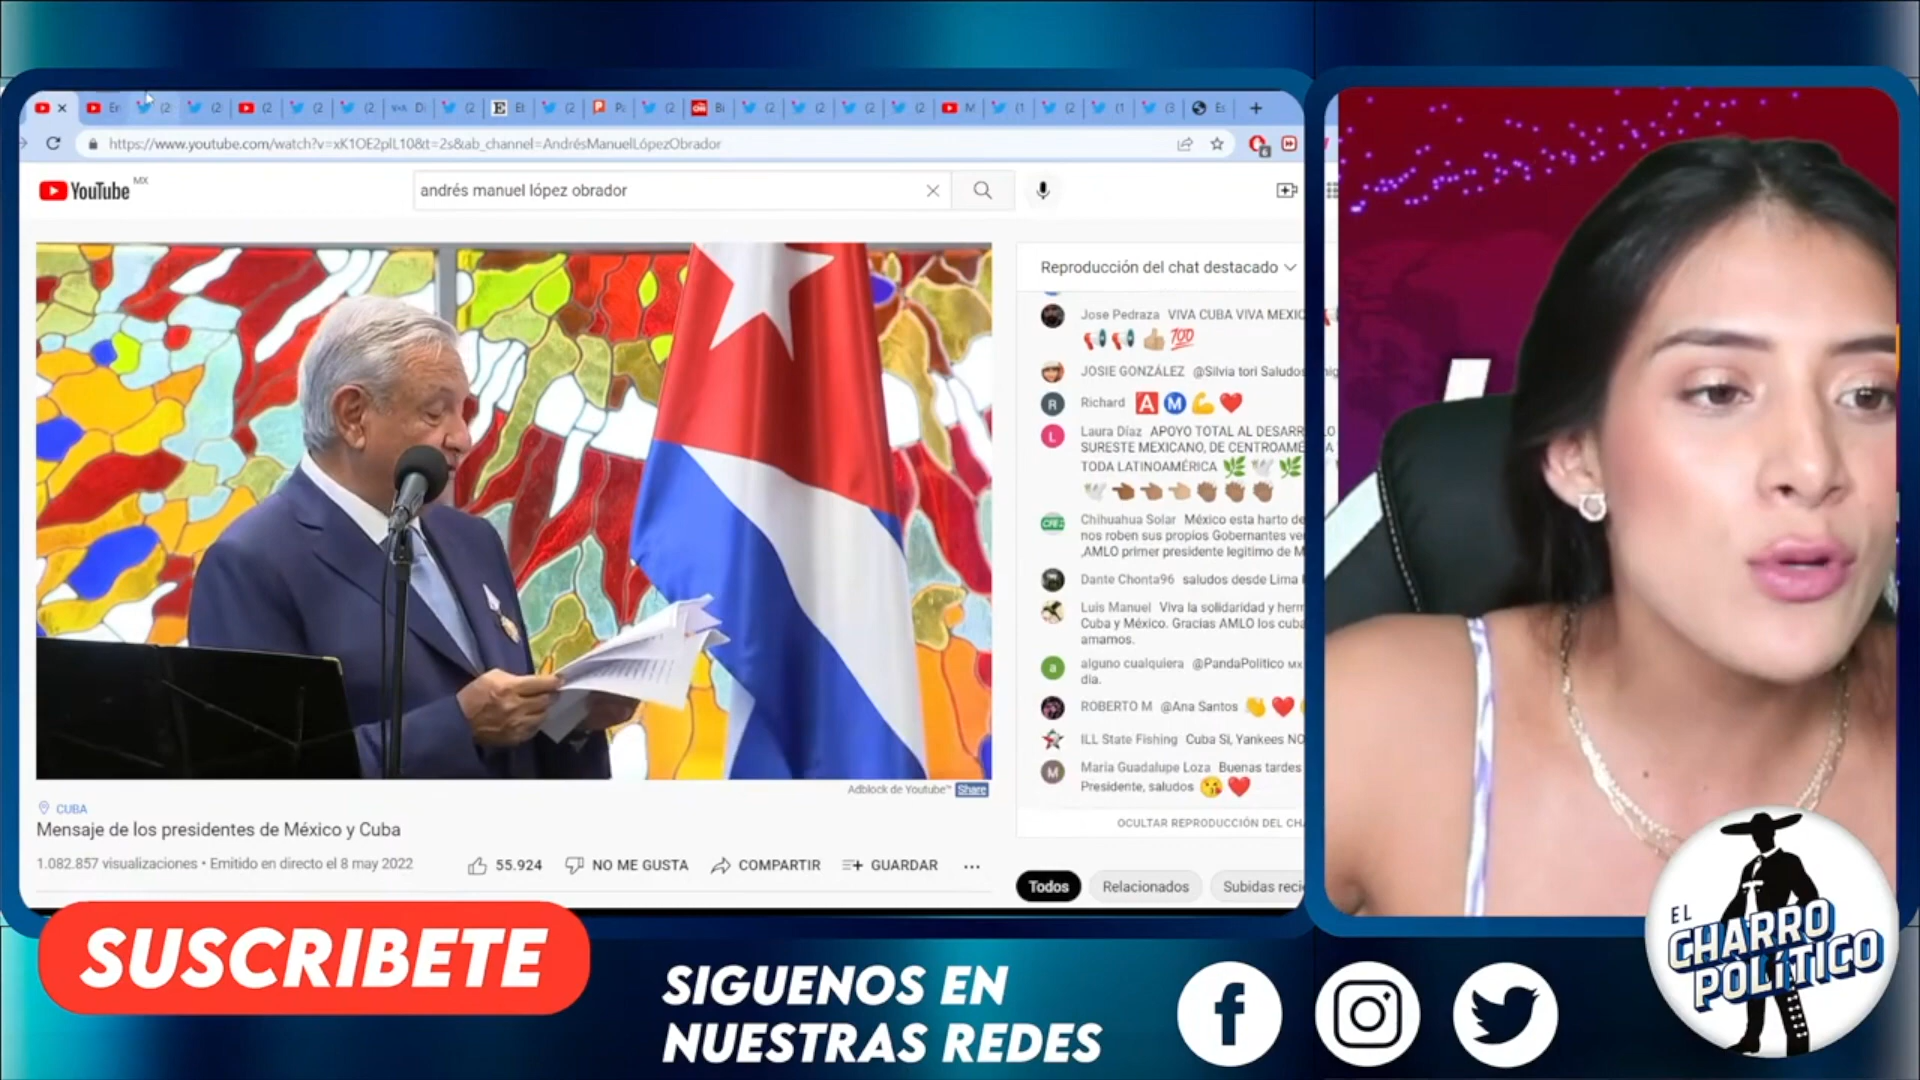 https://www.youtube.com/watch?v=xK1OE2plL10&t=2s&ab_channel=AndrésManuelLópezObrador
YouTube MX
andrés manuel lópez obrador
Reproducción del chat destacado
Jose Pedraza VIVA CUBA VIVA MEXIC
100
JOSIE GONZÁLEZ @Silvia tori Saludos
R Richard A M
L Laura Díaz APOYO TOTAL AL DESARR
SURESTE MEXICANO, DE CENTROAMÉ
TODA LATINOAMÉRICA
Chihuahua Solar México esta harto de
nos roben sus propios Gobernantes ve
,AMLO primer presidente legitimo de M
Dante Chonta96 saludos desde Lima
Luis Manuel Viva la solidaridad y herm
Cuba y México. Gracias AMLO los cuba
amamos.
a alguno cualquiera @PandaPolítico MX
día.
ROBERTO M @Ana Santos
ILL State Fishing Cuba Si, Yankees NO
M Maria Guadalupe Loza Buenas tardes
Presidente, saludos
OCULTAR REPRODUCCIÓN DEL CHA
Adblock de Youtube™ Share
CUBA
Mensaje de los presidentes de México y Cuba
1.082.857 visualizaciones • Emitido en directo el 8 may 2022
55.924 NO ME GUSTA COMPARTIR GUARDAR ...
Todos Relacionados Subidas reci
SUSCRIBETE
SIGUENOS EN
NUESTRAS REDES
EL
CHARRO
POLÍTICO